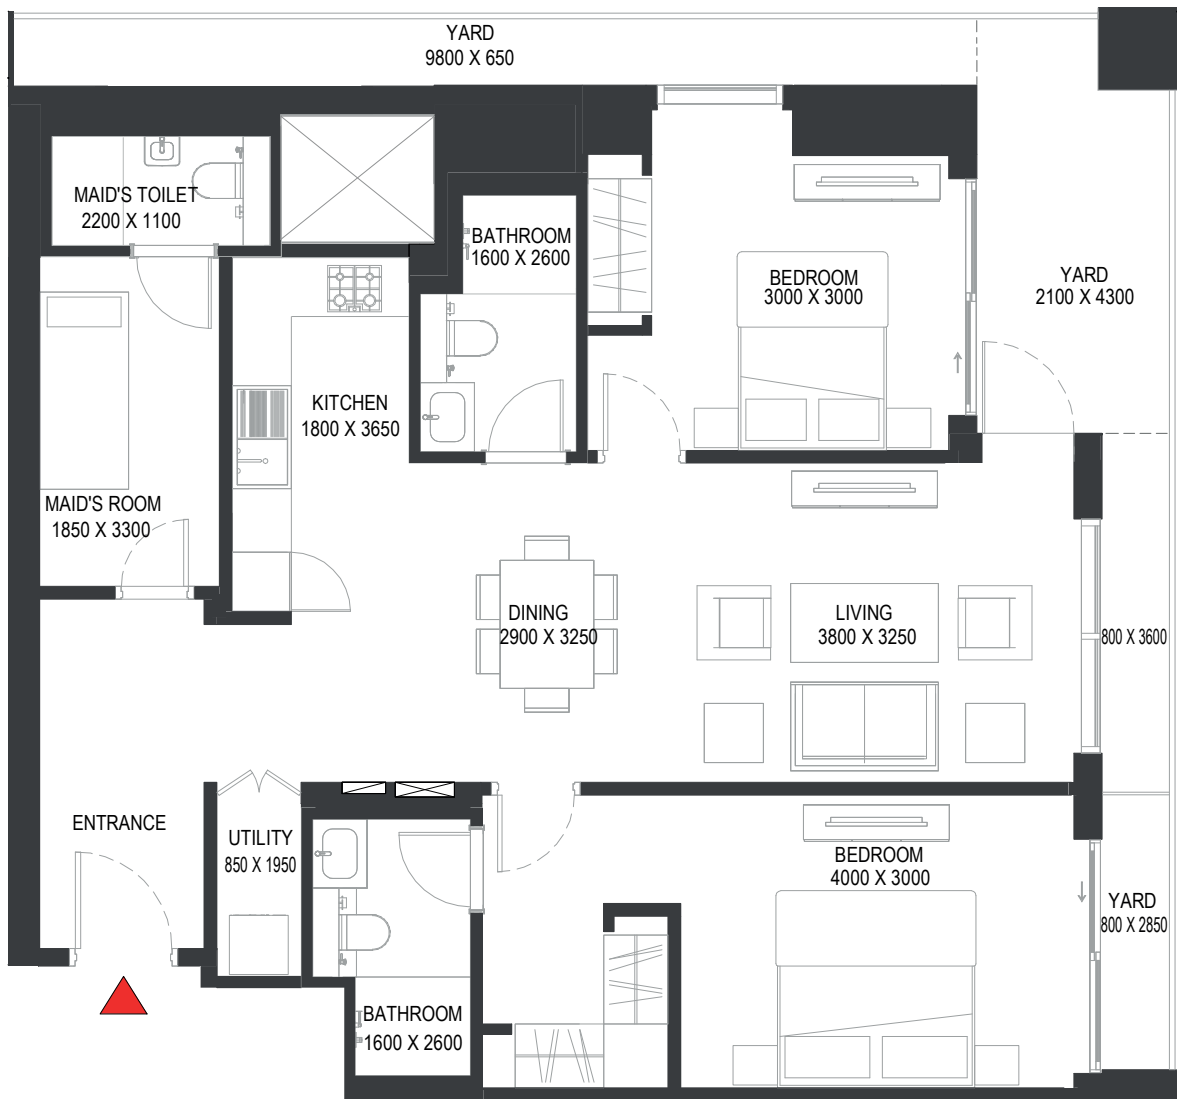 YARD
9800 X 650
MAID'S TOILET
2200 X 1100
BATHROOM
1600 X 2600
BEDROOM
3000 X 3000
YARD
2100 X 4300
KITCHEN
1800 X 3650
MAID'S ROOM
1850 X 3300
DINING
2900 X 3250
LIVING
3800 X 3250
800 X 3600
ENTRANCE
UTILITY
850 X 1950
BEDROOM
4000 X 3000
YARD
800 X 2850
BATHROOM
1600 X 2600